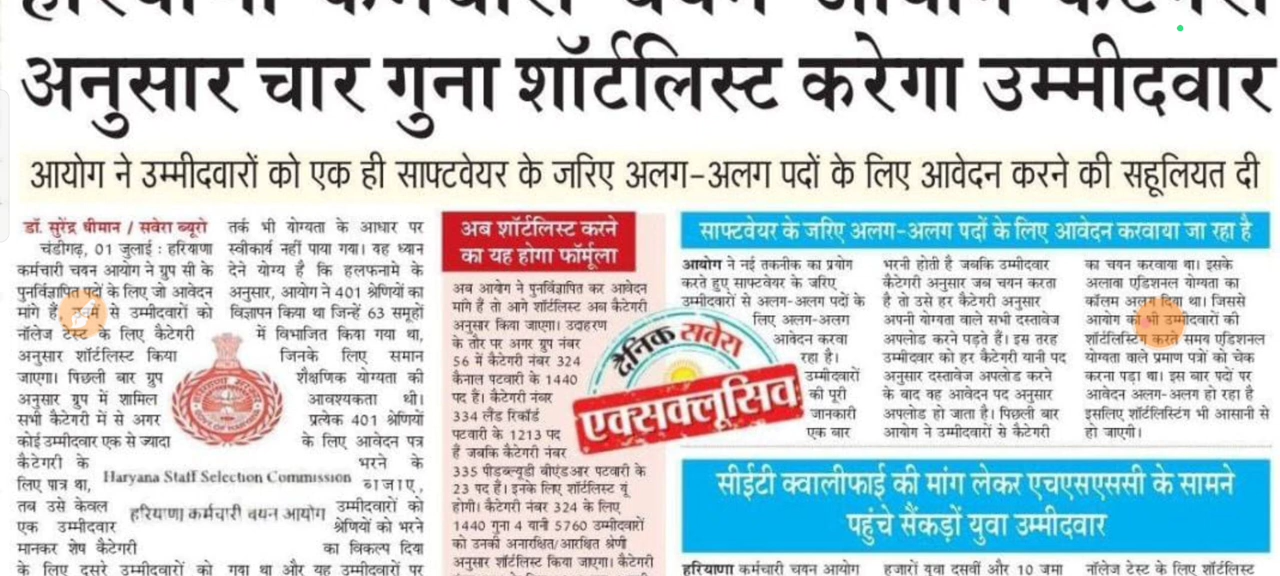 हरियाणा कर्मचारी चयन आयोग कैटेगरी
अनुसार चार गुना शॉर्टलिस्ट करेगा उम्मीदवार
आयोग ने उम्मीदवारों को एक ही साफ्टवेयर के जरिए अलग-अलग पदों के लिए आवेदन करने की सहूलियत दी
डॉ. सुरेंद्र धीमान / सवेरा ब्यूरो
चंडीगढ़, 01 जुलाई : हरियाणा
कर्मचारी चयन आयोग ने ग्रुप सी के
पुनर्विज्ञापित पदों के लिए जो आवेदन
मांगे हैं, से उम्मीदवारों को
नॉलेज टेस्ट के लिए कैटेगरी
अनुसार शॉर्टलिस्ट किया
जाएगा। पिछली बार ग्रुप
अनुसार ग्रुप में शामिल
सभी कैटेगरी में से अगर
कोई उम्मीदवार एक से ज्यादा
कैटेगरी के
लिए पात्र था,
तब उसे केवल
एक उम्मीदवार
मानकर शेष कैटेगरी
के लिए दूसरे उम्मीदवारों को
Haryana Staff Selection Commission
हरियाणा कर्मचारी चयन आयोग
तर्क भी योग्यता के आधार पर
स्वीकार्य नहीं पाया गया। यह ध्यान
देने योग्य है कि हलफनामे के
अनुसार, आयोग ने 401 श्रेणियों का
विज्ञापन किया था जिन्हें 63 समूहों
में विभाजित किया गया था,
जिनके लिए समान
शैक्षणिक योग्यता की
आवश्यकता थी।
प्रत्येक 401 श्रेणियों
के लिए आवेदन पत्र
भरने के
बजाए,
उम्मीदवारों को
श्रेणियों को भरने
का विकल्प दिया
गया था और यह उम्मीदवारों पर
अब शॉर्टलिस्ट करने
का यह होगा फॉर्मूला
अब आयोग ने पुनर्विज्ञापित कर आवेदन
मांगे हैं तो आगे शॉर्टलिस्ट अब कैटेगरी
अनुसार किया जाएगा। उदाहरण
के तौर पर अगर ग्रुप नंबर
56 में कैटेगरी नंबर 324
कैनाल पटवारी के 1440
पद हैं। कैटेगरी नंबर
334 लैंड रिकॉर्ड
पटवारी के 1213 पद
हैं जबकि कैटेगरी नंबर
335 पीडब्ल्यूडी बीएंडआर पटवारी के
23 पद हैं। इनके लिए शॉर्टलिस्ट यूं
होगी। कैटेगरी नंबर 324 के लिए
1440 गुना 4 यानी 5760 उम्मीदवारों
को उनकी अनारक्षित/आरक्षित श्रेणी
अनुसार शॉर्टलिस्ट किया जाएगा। कैटेगरी
दैनिक सवेरा
एक्सक्लूसिव
साफ्टवेयर के जरिए अलग-अलग पदों के लिए आवेदन करवाया जा रहा है
आयोग ने नई तकनीक का प्रयोग
करते हुए साफ्टवेयर के जरिए
उम्मीदवारों से अलग-अलग पदों के
लिए अलग-अलग
आवेदन करवा
रहा है।
उम्मीदवारों
की पूरी
जानकारी
एक बार
भरनी होती है जबकि उम्मीदवार
कैटेगरी अनुसार जब चयन करता
है तो उसे हर कैटेगरी अनुसार
अपनी योग्यता वाले सभी दस्तावेज
अपलोड करने पड़ते हैं। इस तरह
उम्मीदवार को हर कैटेगरी यानी पद
अनुसार दस्तावेज अपलोड करने
के बाद वह आवेदन पद अनुसार
अपलोड हो जाता है। पिछली बार
आयोग ने उम्मीदवारों से कैटेगरी
का चयन करवाया था। इसके
अलावा एडिशनल योग्यता का
कॉलम अलग दिया था। जिससे
आयोग को भी उम्मीदवारों की
शॉर्टलिस्टिंग करते समय एडिशनल
योग्यता वाले प्रमाण पत्रों को चेक
करना पड़ा था। इस बार पदों पर
आवेदन अलग-अलग हो रहा है
इसलिए शॉर्टलिस्टिंग भी आसानी से
हो जाएगी।
सीईटी क्वालीफाई की मांग लेकर एचएसएससी के सामने
पहुंचे सैंकड़ों युवा उम्मीदवार
हरियाणा कर्मचारी चयन आयोग
हजारों युवा दसवीं और 10 जमा
नॉलेज टेस्ट के लिए शॉर्टलिस्ट